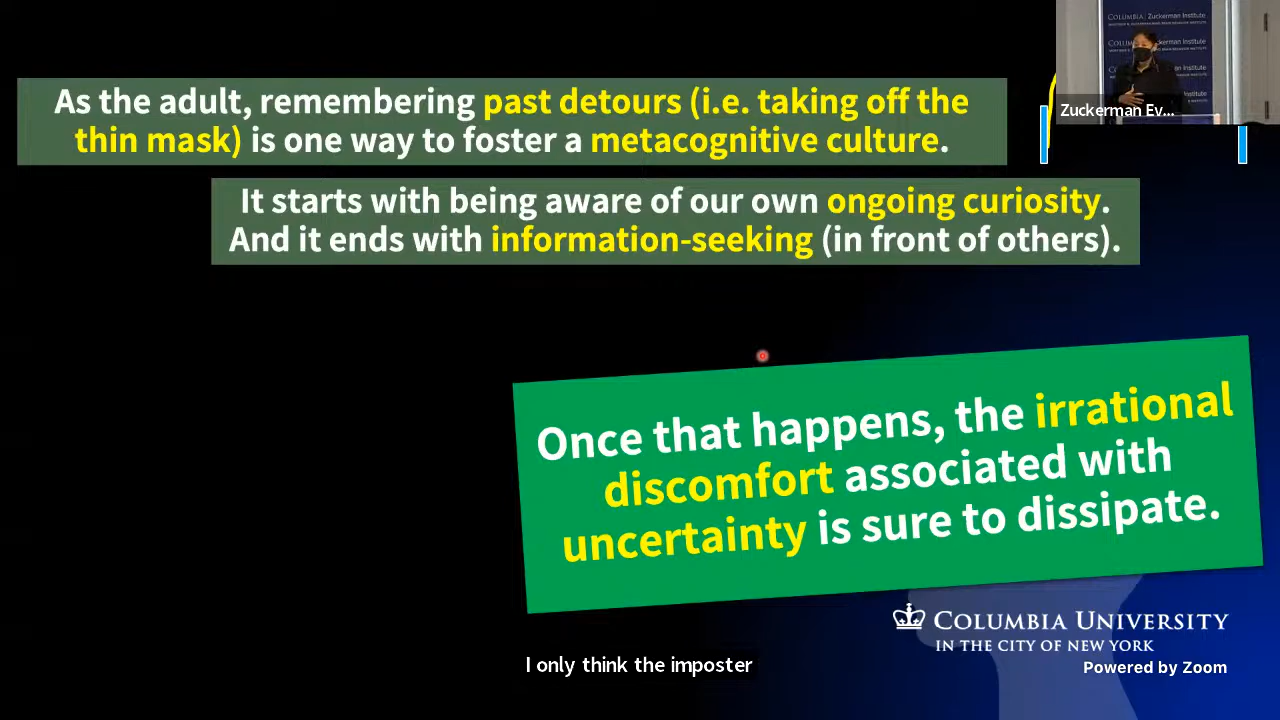 As the adult, remembering past detours (i.e. taking off the
thin mask) is one way to foster a metacognitive culture.
It starts with being aware of our own ongoing curiosity.
And it ends with information-seeking (in front of others).
Once that happens, the irrational
discomfort associated with
uncertainty is sure to dissipate.
COLUMBIA Zuckerman Institute
Zuckerman Ev...
COLUMBIA UNIVERSITY
IN THE CITY OF NEW YORK
I only think the imposter
Powered by Zoom